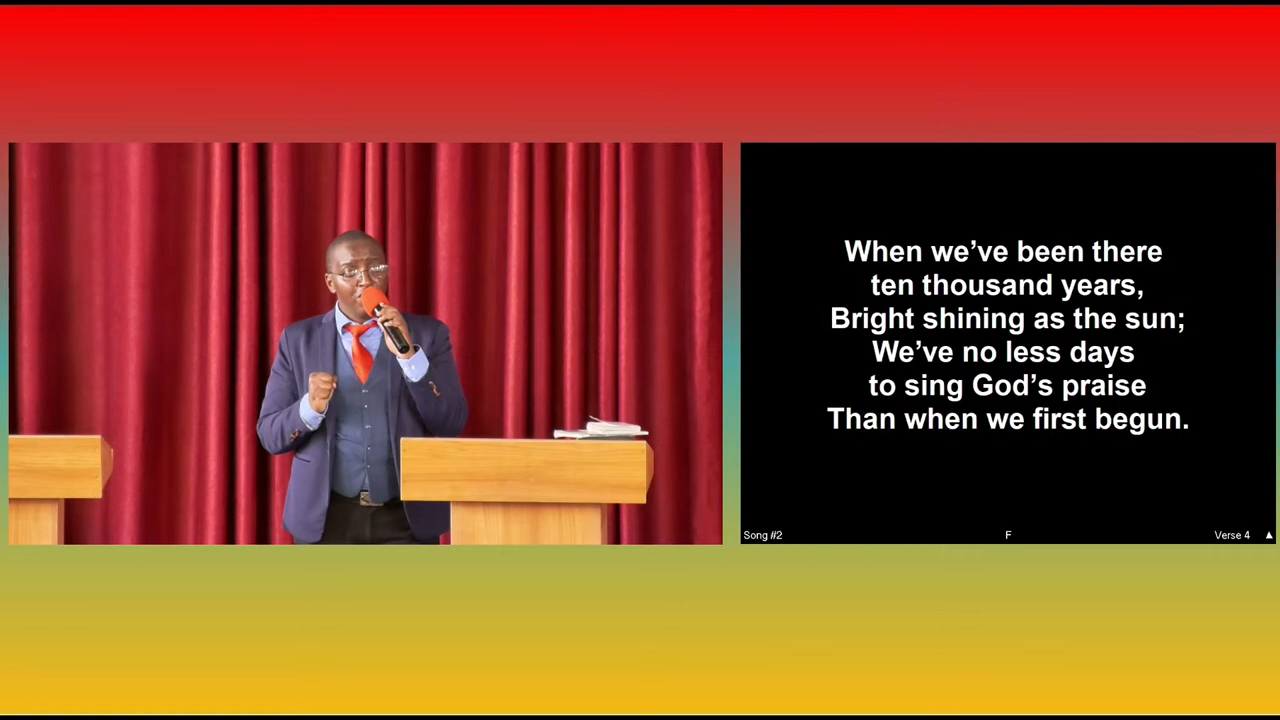 When we’ve been there
ten thousand years,
Bright shining as the sun;
We’ve no less days
to sing God’s praise
Than when we first begun.
Song #2 F Verse 4 ▲